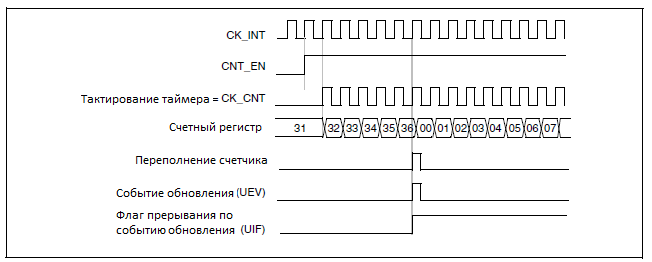 CK_INT
CNT_EN
Тактирование таймера = CK_CNT
Счетный регистр 31 32 33 34 35 36 00 01 02 03 04 05 06 07
Переполнение счетчика
Событие обновления (UEV)
Флаг прерывания по
событию обновления (UIF)